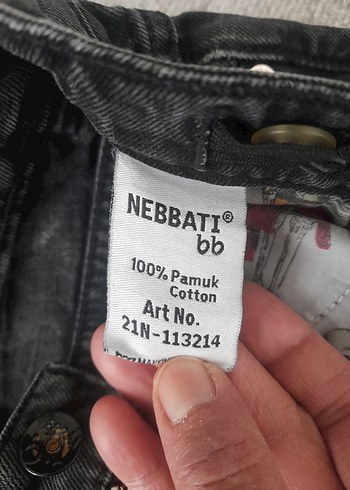 NEBBATI®
bb
100% Pamuk
Cotton
Art No.
21N-113214